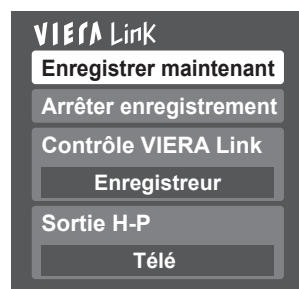 VIERA Link
Enregistrer maintenant
Arrêter enregistrement
Contrôle VIERA Link
Enregistreur
Sortie H-P
Télé